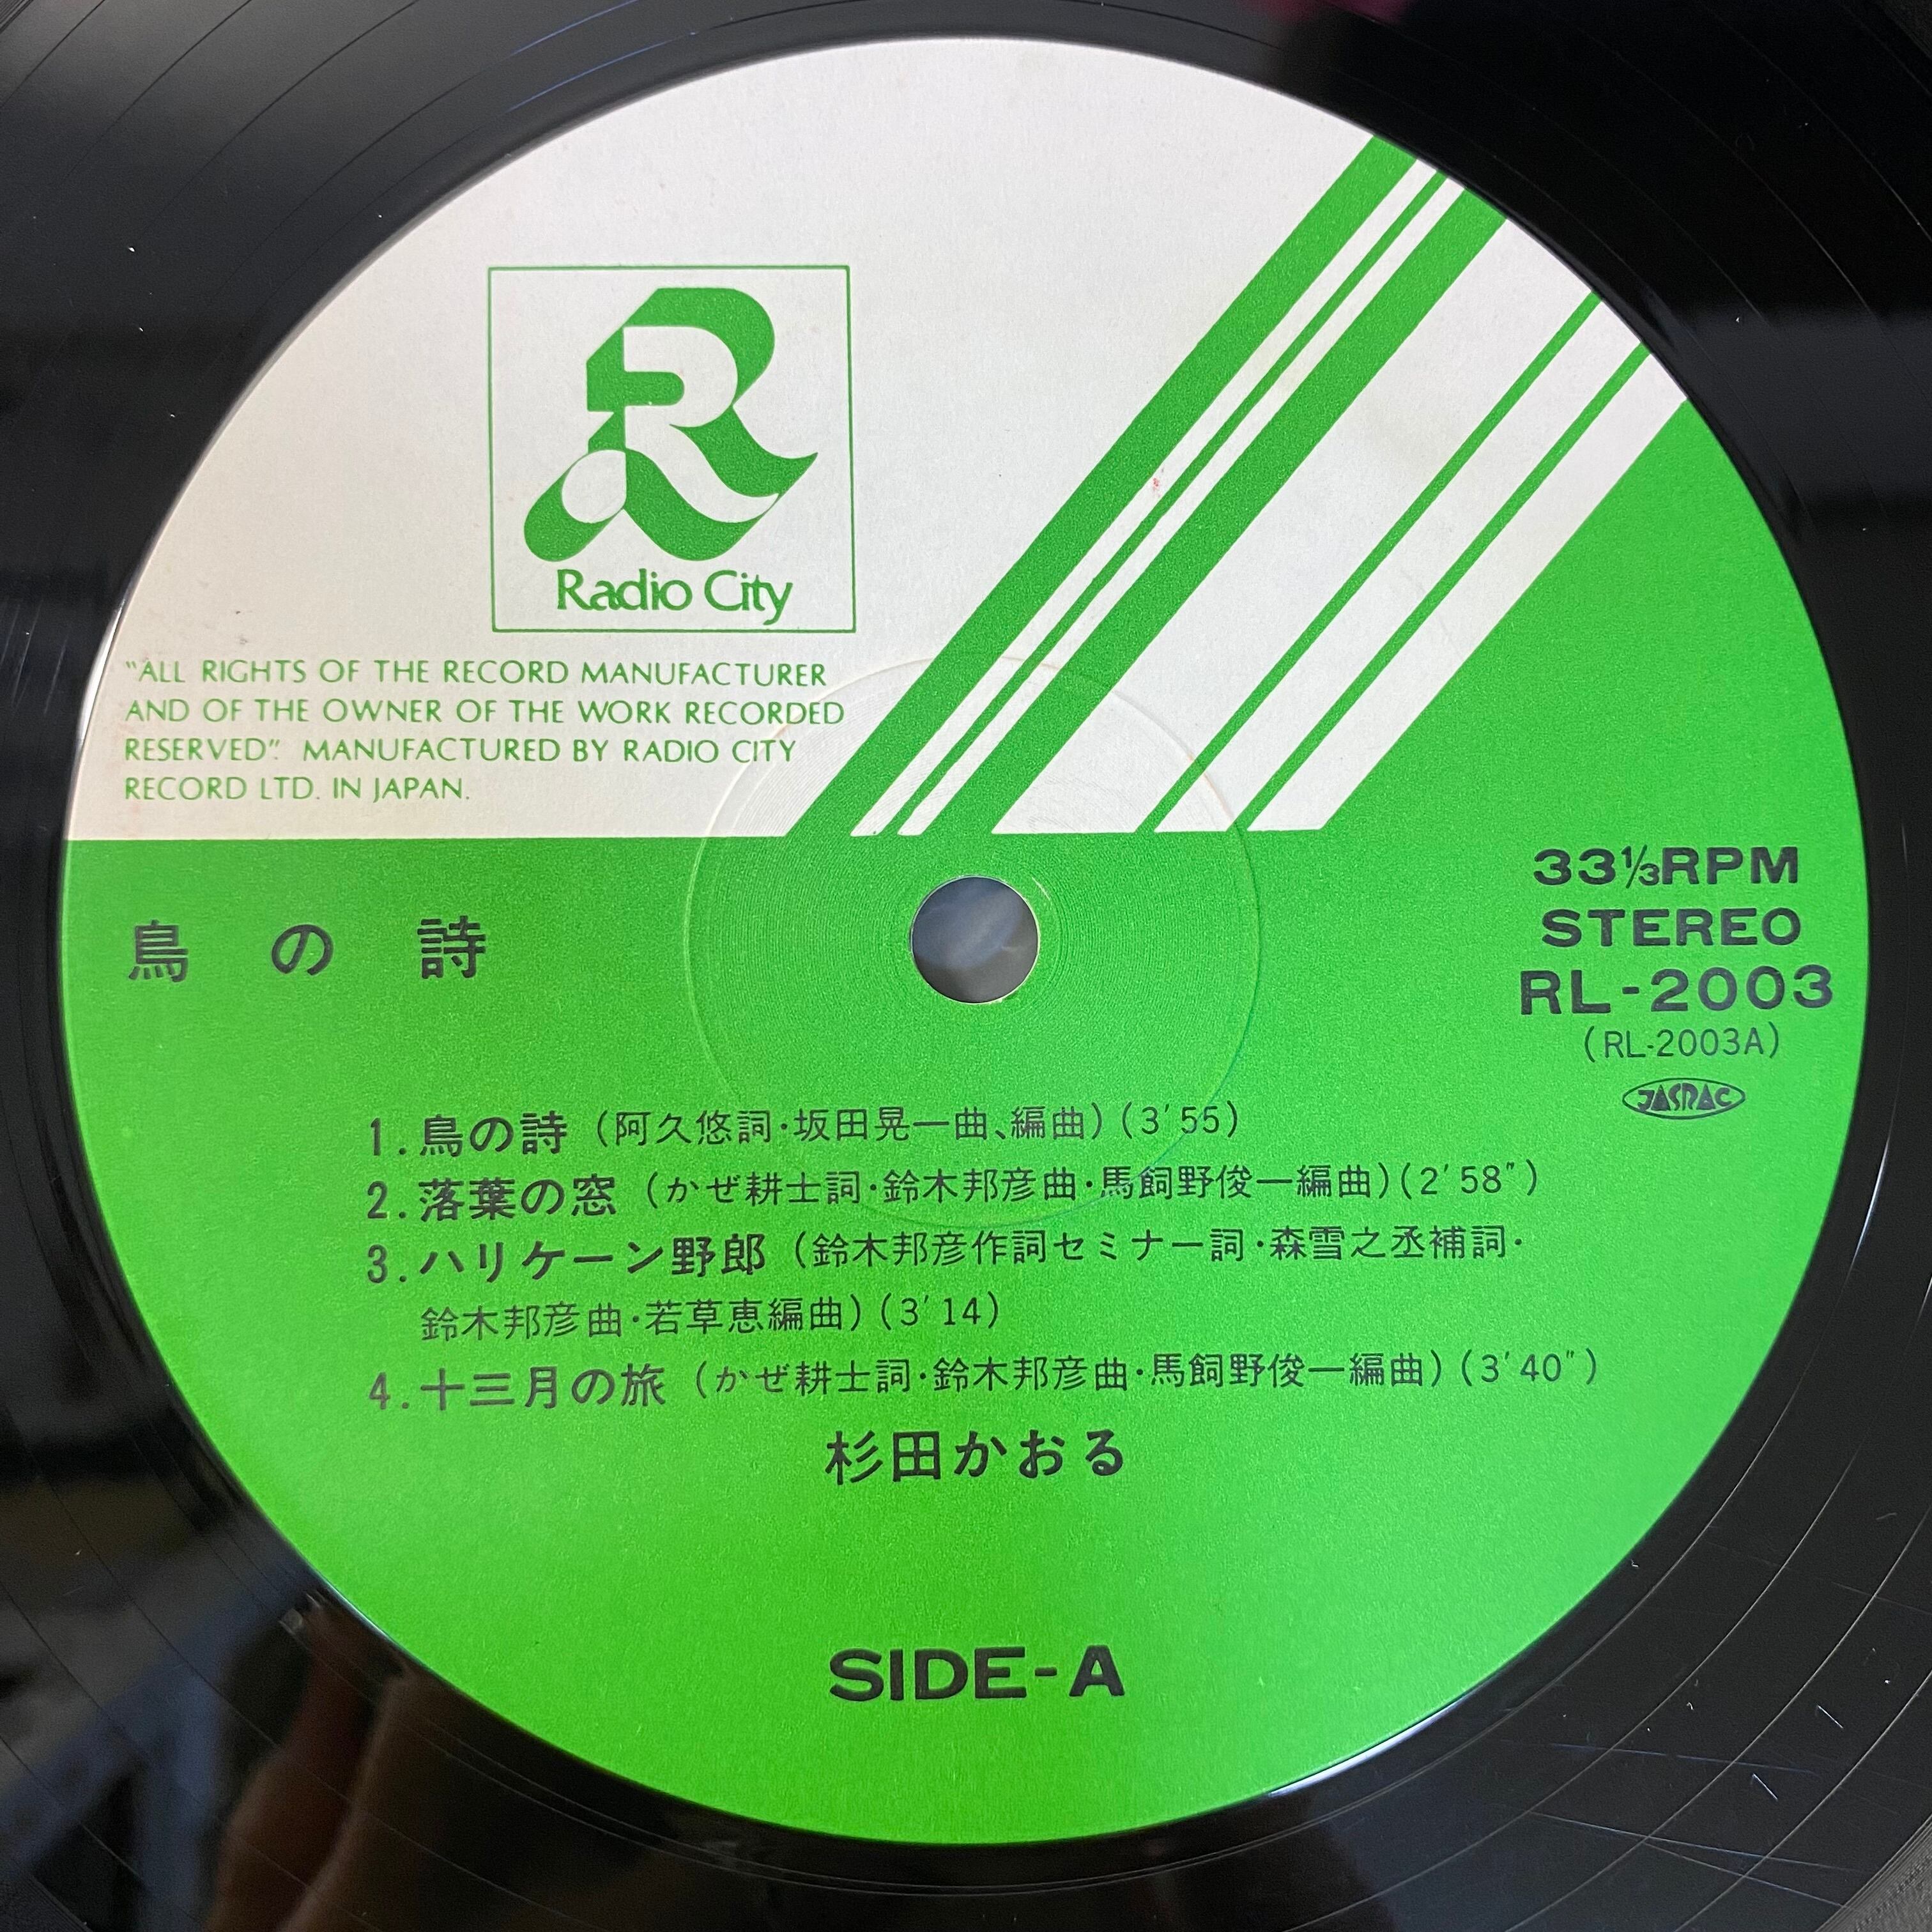 R
Radio City
"ALL RIGHTS OF THE RECORD MANUFACTURER
AND OF THE OWNER OF THE WORK RECORDED
RESERVED". MANUFACTURED BY RADIO CITY
RECORD LTD. IN JAPAN.
鳥の詩
33⅓RPM
STEREO
RL-2003
(RL-2003A)
JASRAC
1.鳥の詩（阿久悠詞・坂田晃一曲、編曲）（3′55）
2.落葉の窓（かぜ耕士詞・鈴木邦彦曲・馬飼野俊一編曲）（2′58″）
3.ハリケーン野郎（鈴木邦彦作詞セミナー詞・森雪之丞補詞・
鈴木邦彦曲・若草恵編曲）（3′14）
4.十三月の旅（かぜ耕士詞・鈴木邦彦曲・馬飼野俊一編曲）（3′40″）
杉田かおる
SIDE-A